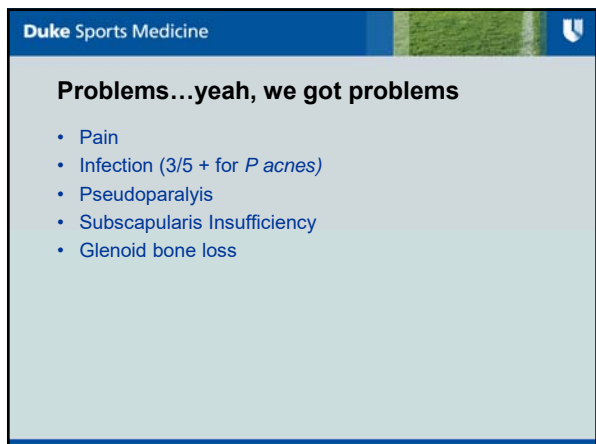 Duke Sports Medicine
Problems…yeah, we got problems
• Pain
• Infection (3/5 + for P acnes)
• Pseudoparalyis
• Subscapularis Insufficiency
• Glenoid bone loss